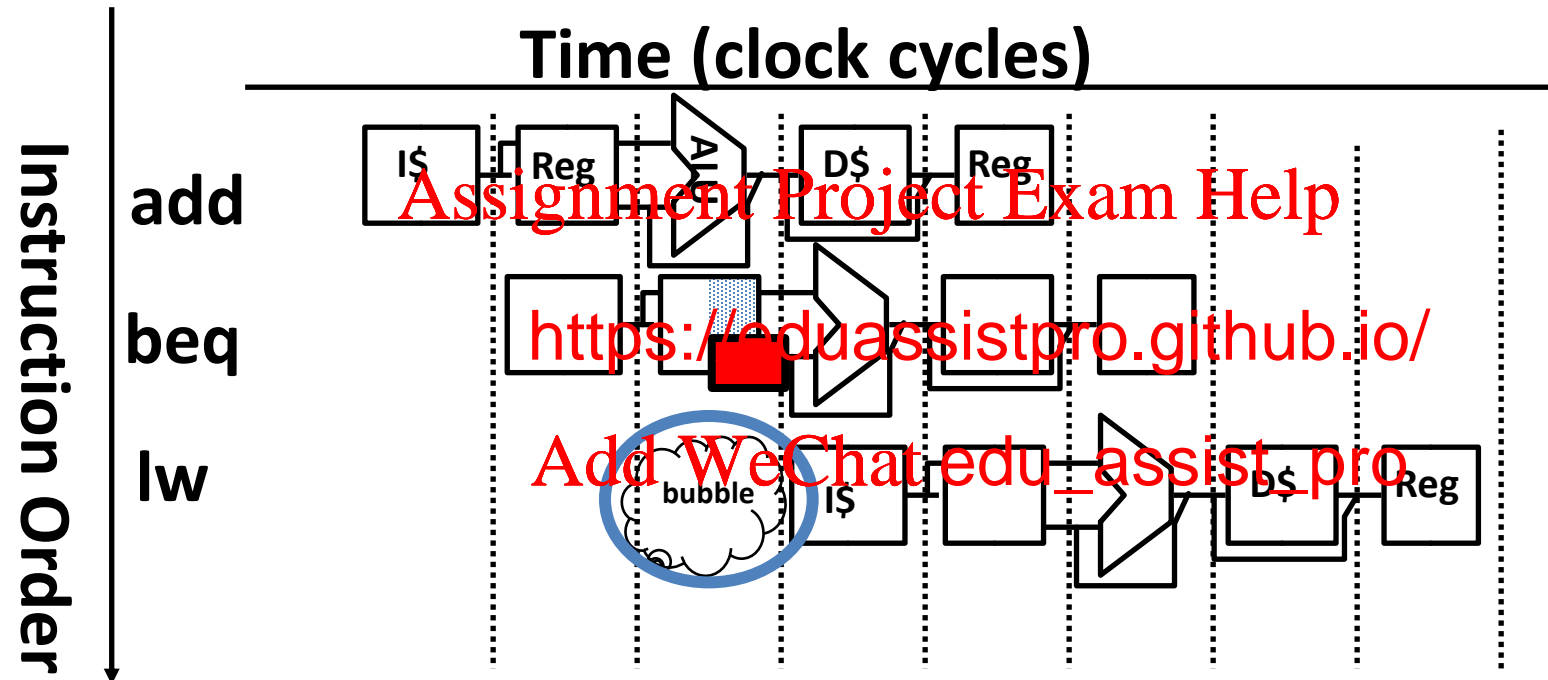 Time (clock cycles)
Instruction Order
add
I$ Reg ALU D$ Reg
Assignment Project Exam Help
beq
https://eduassistpro.github.io/
lw
Add WeChat edu_assist_pro
bubble I$ D$ Reg